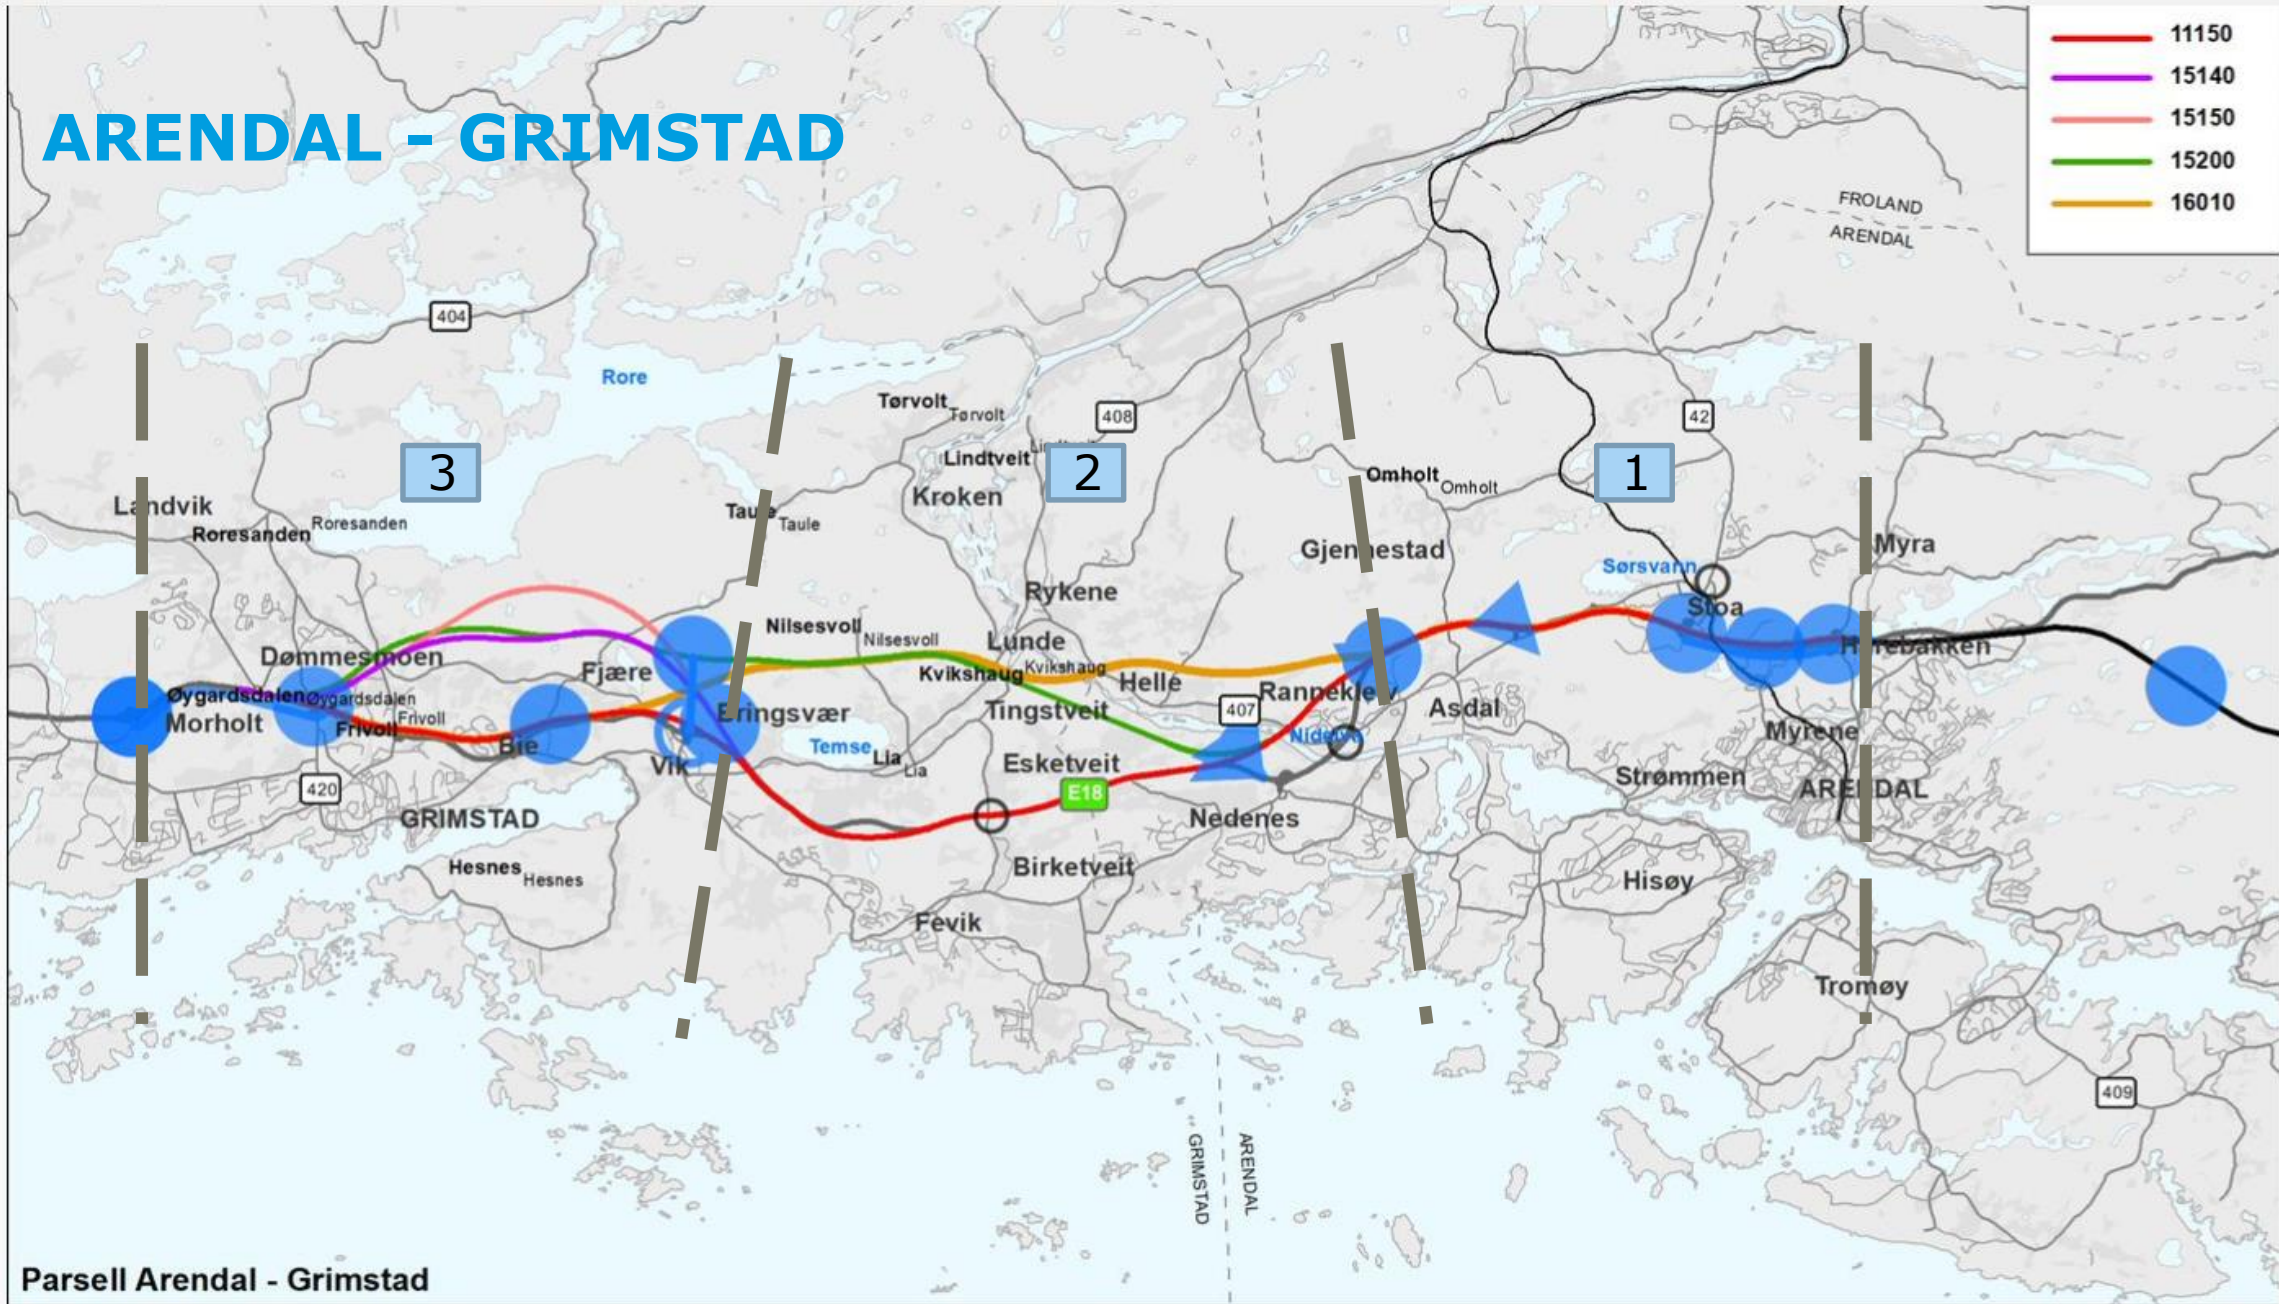 ARENDAL - GRIMSTAD
11150
15140
15150
15200
16010
FROLAND
ARENDAL
404
Rore
Tørvolt
Tørvolt
408
42
Lindtveit
3
2
1
Omholt
Omholt
Landvik
Kroken
Taule
Taule
Roresanden
Roresanden
Gjennestad
Myra
Sørsvann
Rykene
Stoa
Nilsesvoll
Nilsesvoll
Lunde
Harebakken
Dømmesmoen
Fjære
Kvikshaug
Kvikshaug
Helle
Rannekleiv
Øygardsdalen
Øygardsdalen
Morholt
Frivoll
Frivoll
Bringsvær
Tingstveit
407
Asdal
Nidelva
Myrene
Bie
Temse
Lia
Lia
Vik
Esketveit
E18
Strømmen
ARENDAL
420
GRIMSTAD
Nedenes
Hesnes
Hesnes
Birketveit
Hisøy
Fevik
Tromøy
409
GRIMSTAD
ARENDAL
Parsell Arendal - Grimstad